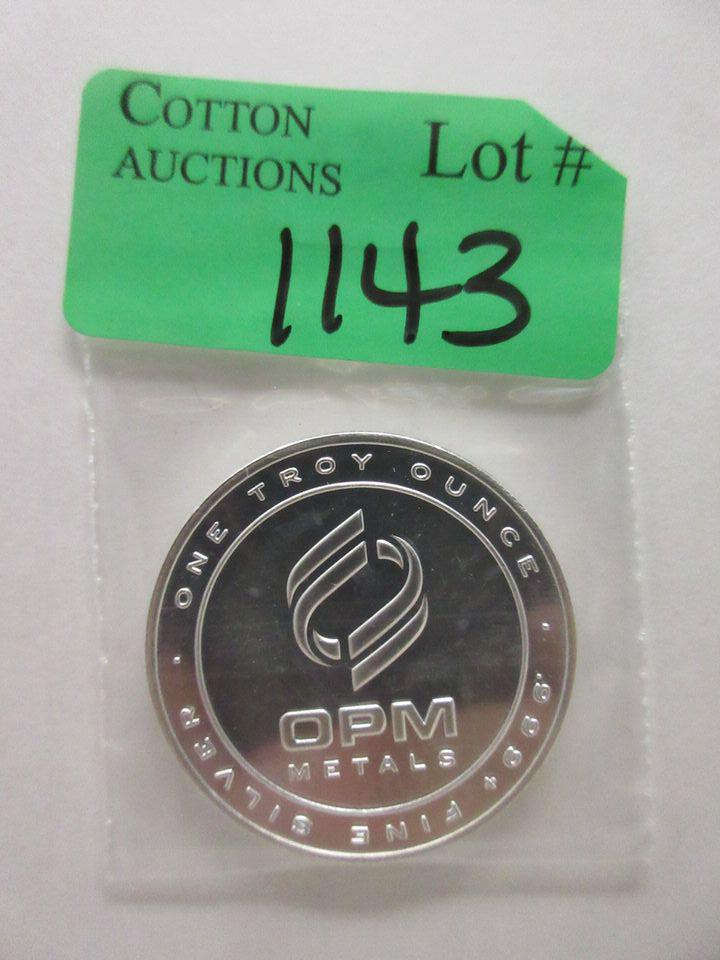 COTTON
AUCTIONS
Lot #
1143
ONE TROY OUNCE
OPM
METALS
.999+ FINE SILVER